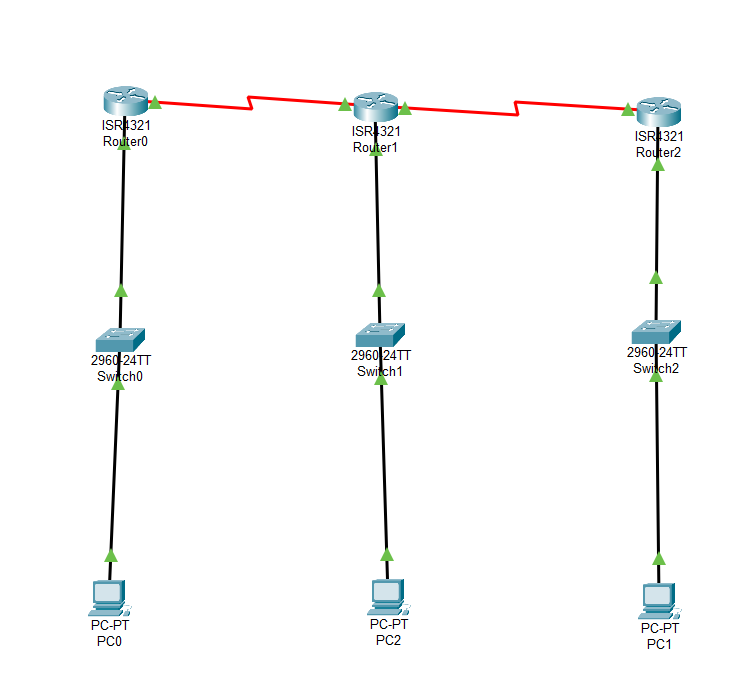 ISR4321
Router0
ISR4321
Router1
ISR4321
Router2
2960-24TT
Switch0
2960-24TT
Switch1
2960-24TT
Switch2
PC-PT
PC0
PC-PT
PC2
PC-PT
PC1